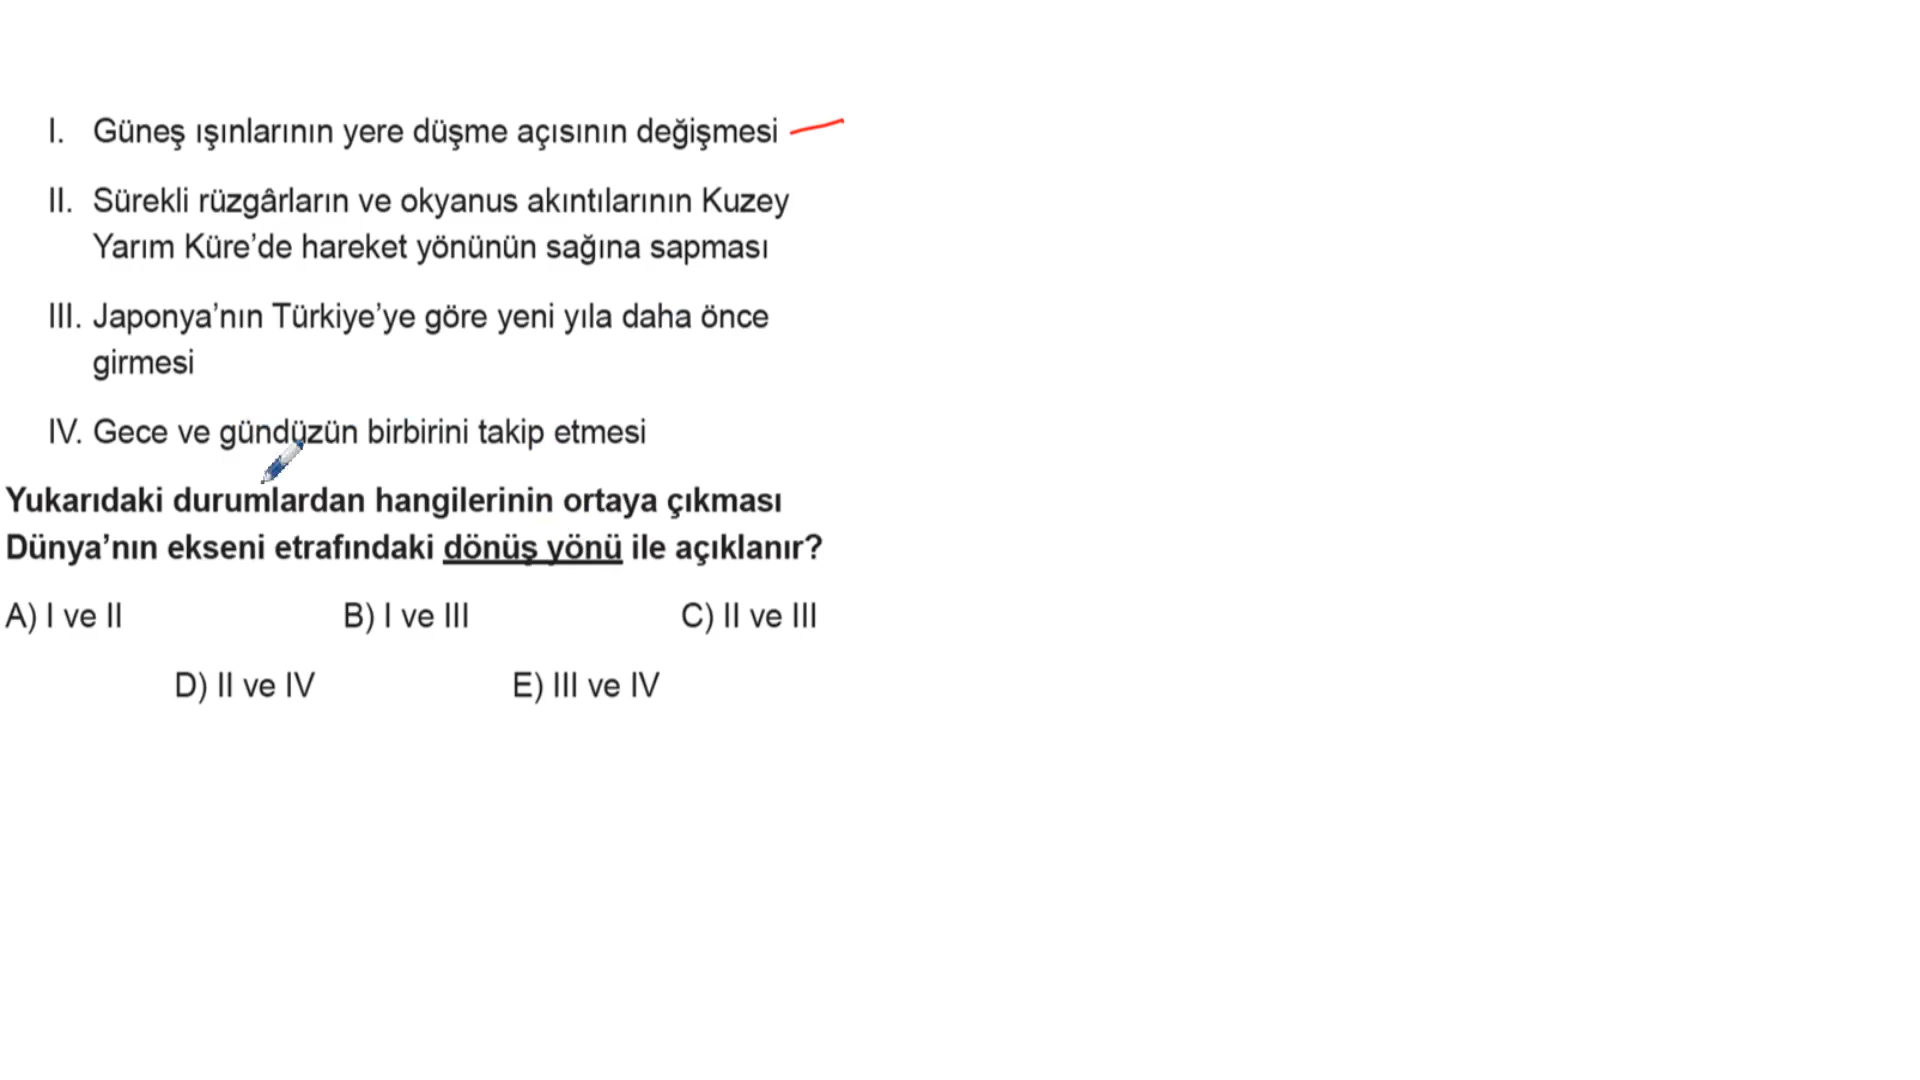 I. Güneş ışınlarının yere düşme açısının değişmesi
II. Sürekli rüzgârların ve okyanus akıntılarının Kuzey
Yarım Küre’de hareket yönünün sağına sapması
III. Japonya’nın Türkiye’ye göre yeni yıla daha önce
girmesi
IV. Gece ve gündüzün birbirini takip etmesi
Yukarıdaki durumlardan hangilerinin ortaya çıkması
Dünya’nın ekseni etrafındaki dönüş yönü ile açıklanır?
A) I ve II B) I ve III C) II ve III
D) II ve IV E) III ve IV